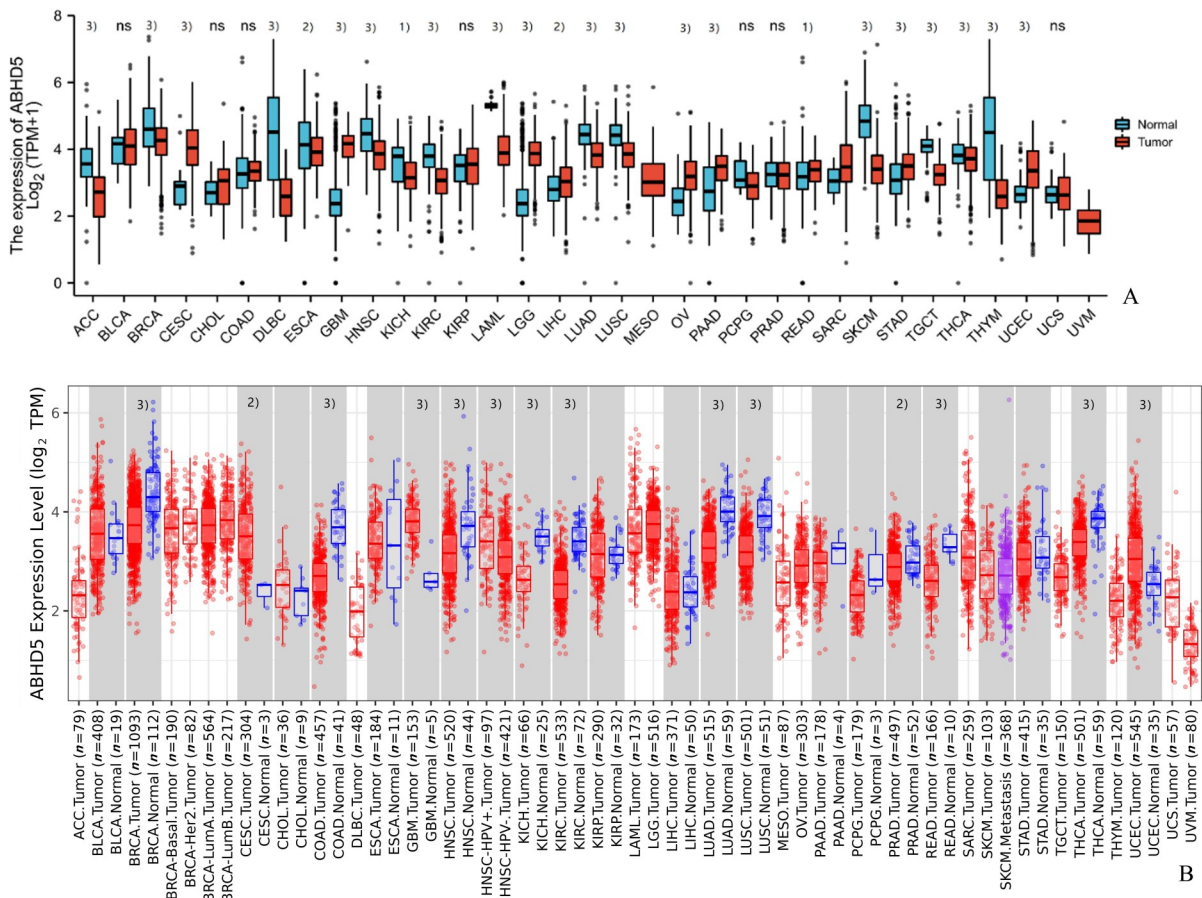 The expression of ABHD5
Log2 (TPM+1)
8
6
4
2
0
3) ns 3) 3) ns ns 3) 2) 3) 3) 1) 3) ns 3) 3) 2) 3) 3) 3) 3) ns ns 1) 3) 3) 3) 3) 3) 3) ns
Normal
Tumor
ACC BLCA BRCA CESC CHOL COAD DLBC ESCA GBM HNSC KICH KIRC KIRP LAML LGG LIHC LUAD LUSC MESO OV PAAD PCPG PRAD READ SARC SKCM STAD TGCT THCA THYM UCEC UCS UVM
A
ABHD5 Expression Level (log2 TPM)
6
4
2
3) 2) 3) 3) 3) 3) 3) 3) 3) 3) 2) 3) 3) 3)
ACC.Tumor (n=79)
BLCA.Tumor (n=408)
BLCA.Normal (n=19)
BRCA.Tumor (n=1093)
BRCA.Normal (n=112)
BRCA-Basal.Tumor (n=190)
BRCA-Her2.Tumor (n=82)
BRCA-LumA.Tumor (n=564)
BRCA-LumB.Tumor (n=217)
CESC.Tumor (n=304)
CESC.Normal (n=3)
CHOL.Tumor (n=36)
CHOL.Normal (n=9)
COAD.Tumor (n=457)
COAD.Normal (n=41)
DLBC.Tumor (n=48)
ESCA.Tumor (n=184)
ESCA.Normal (n=11)
GBM.Tumor (n=153)
GBM.Normal (n=5)
HNSC.Tumor (n=520)
HNSC.Normal (n=44)
HNSC-HPV+.Tumor (n=97)
HNSC-HPV-.Tumor (n=421)
KICH.Tumor (n=66)
KICH.Normal (n=25)
KIRC.Tumor (n=533)
KIRC.Normal (n=72)
KIRP.Tumor (n=290)
KIRP.Normal (n=32)
LAML.Tumor (n=173)
LGG.Tumor (n=516)
LIHC.Tumor (n=371)
LIHC.Normal (n=50)
LUAD.Tumor (n=515)
LUAD.Normal (n=59)
LUSC.Tumor (n=501)
LUSC.Normal (n=51)
MESO.Tumor (n=87)
OV.Tumor (n=303)
PAAD.Tumor (n=178)
PAAD.Normal (n=4)
PCPG.Tumor (n=179)
PCPG.Normal (n=3)
PRAD.Tumor (n=497)
PRAD.Normal (n=52)
READ.Tumor (n=166)
READ.Normal (n=10)
SARC.Tumor (n=259)
SKCM.Tumor (n=103)
SKCM.Metastasis (n=368)
STAD.Tumor (n=415)
STAD.Normal (n=35)
TGCT.Tumor (n=150)
THCA.Tumor (n=501)
THCA.Normal (n=59)
THYM.Tumor (n=120)
UCEC.Tumor (n=545)
UCEC.Normal (n=35)
UCS.Tumor (n=57)
UVM.Tumor (n=80)
B